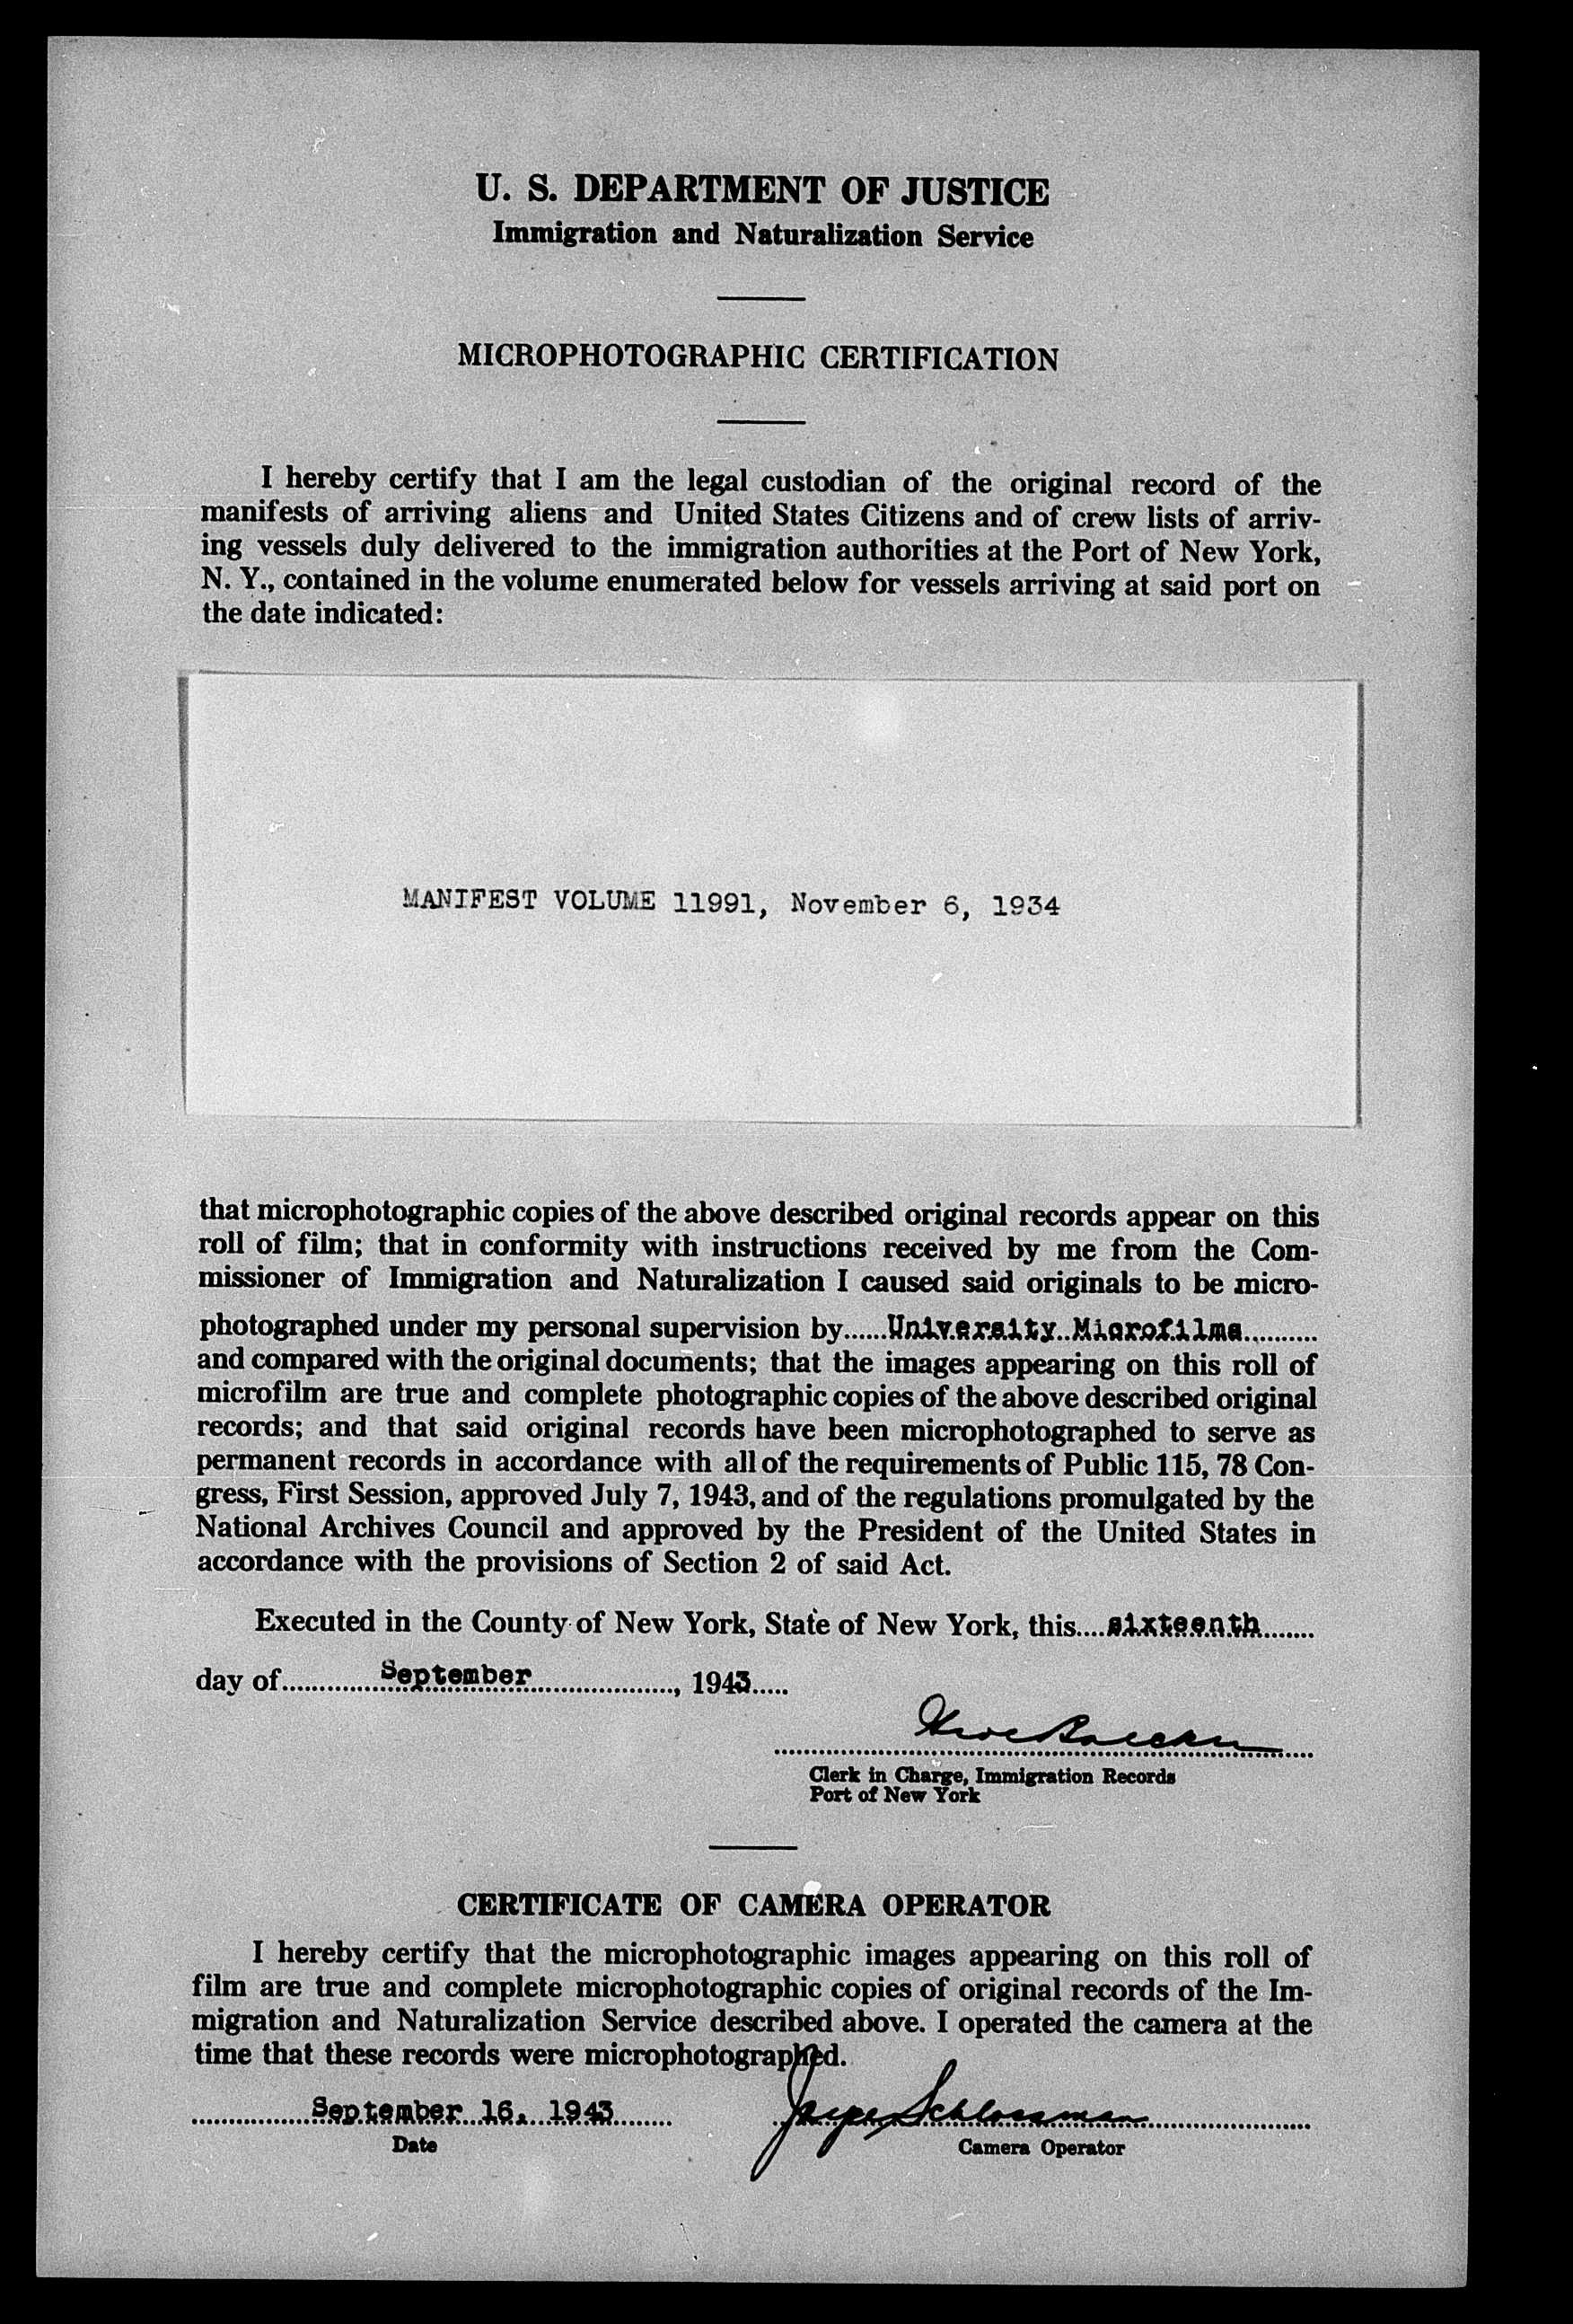 U. S. DEPARTMENT OF JUSTICE
Immigration and Naturalization Service
MICROPHOTOGRAPHIC CERTIFICATION
I hereby certify that I am the legal custodian of the original record of the
manifests of arriving aliens and United States Citizens and of crew lists of arriv-
ing vessels duly delivered to the immigration authorities at the Port of New York,
N. Y., contained in the volume enumerated below for vessels arriving at said port on
the date indicated:
MANIFEST VOLUME 11991, November 6, 1934
that microphotographic copies of the above described original records appear on this
roll of film; that in conformity with instructions received by me from the Com-
missioner of Immigration and Naturalization I caused said originals to be micro-
photographed under my personal supervision by......University Microfilms..........
and compared with the original documents; that the images appearing on this roll of
microfilm are true and complete photographic copies of the above described original
records; and that said original records have been microphotographed to serve as
permanent records in accordance with all of the requirements of Public 115, 78 Con-
gress, First Session, approved July 7, 1943, and of the regulations promulgated by the
National Archives Council and approved by the President of the United States in
accordance with the provisions of Section 2 of said Act.
Executed in the County of New York, State of New York, this....sixteenth.......
day of..............September...................., 1943.....
Clerk in Charge, Immigration Records
Port of New York
CERTIFICATE OF CAMERA OPERATOR
I hereby certify that the microphotographic images appearing on this roll of
film are true and complete microphotographic copies of original records of the Im-
migration and Naturalization Service described above. I operated the camera at the
time that these records were microphotographed.
September 16, 1943 Schlossman
Date Camera Operator